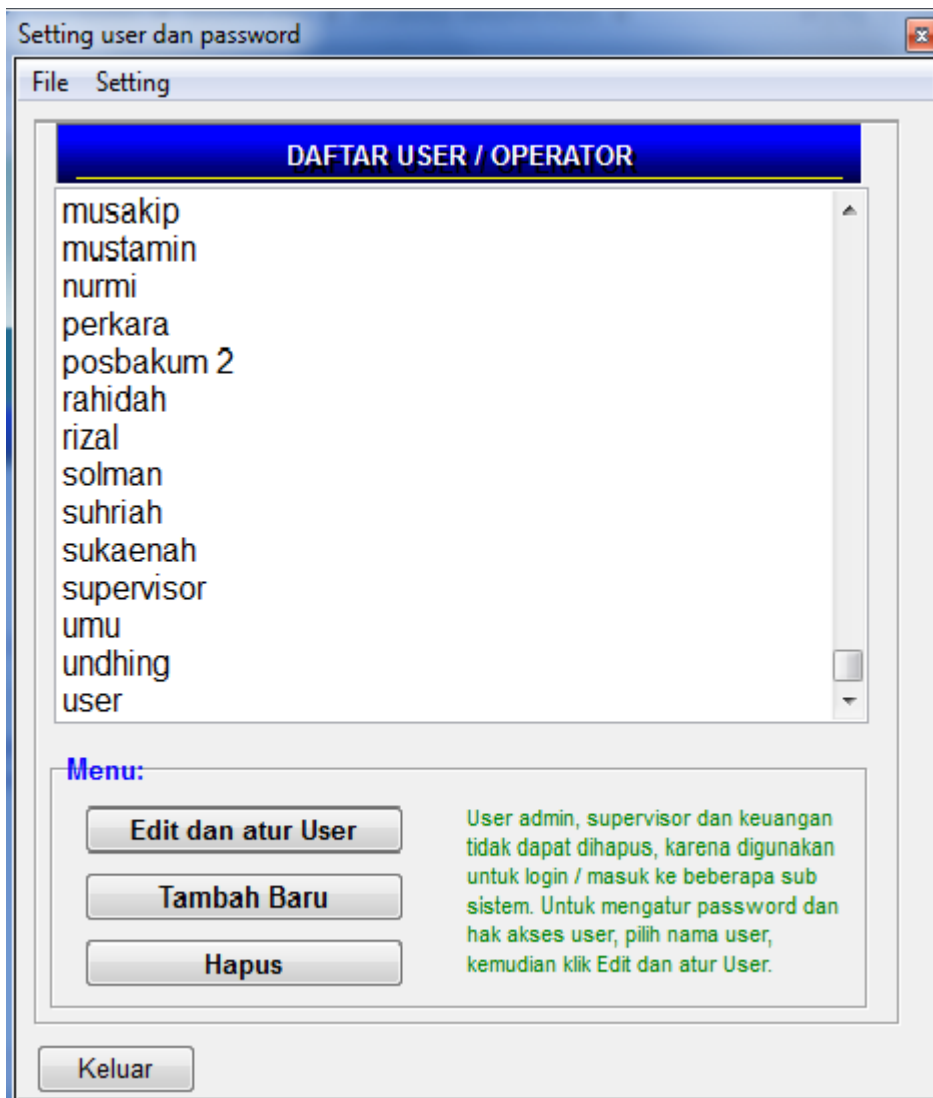 Setting user dan password
File Setting
DAFTAR USER / OPERATOR
musakip
mustamin
nurmi
perkara
posbakum 2
rahidah
rizal
solman
suhriah
sukaenah
supervisor
umu
undhing
user
Menu:
Edit dan atur User
Tambah Baru
Hapus
User admin, supervisor dan keuangan
tidak dapat dihapus, karena digunakan
untuk login / masuk ke beberapa sub
sistem. Untuk mengatur password dan
hak akses user, pilih nama user,
kemudian klik Edit dan atur User.
Keluar